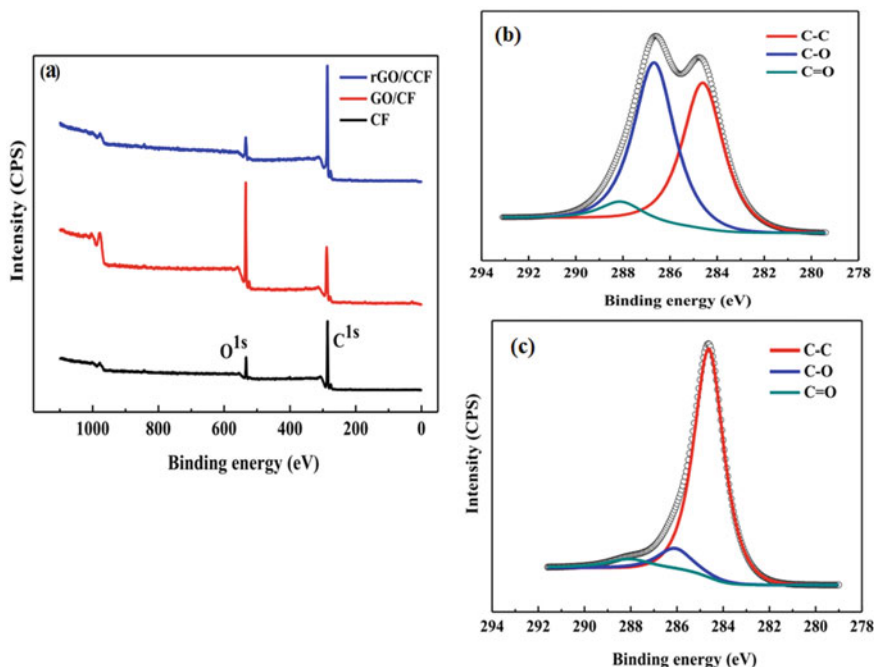 (a)
rGO/CCF
GO/CF
CF
O1s
C1s
Intensity (CPS)
1000 800 600 400 200 0
Binding energy (eV)
(b)
C-C
C-O
C=O
Intensity (CPS)
294 292 290 288 286 284 282 280 278
Binding energy (eV)
(c)
C-C
C-O
C=O
Intensity (CPS)
294 292 290 288 286 284 282 280 278
Binding energy (eV)